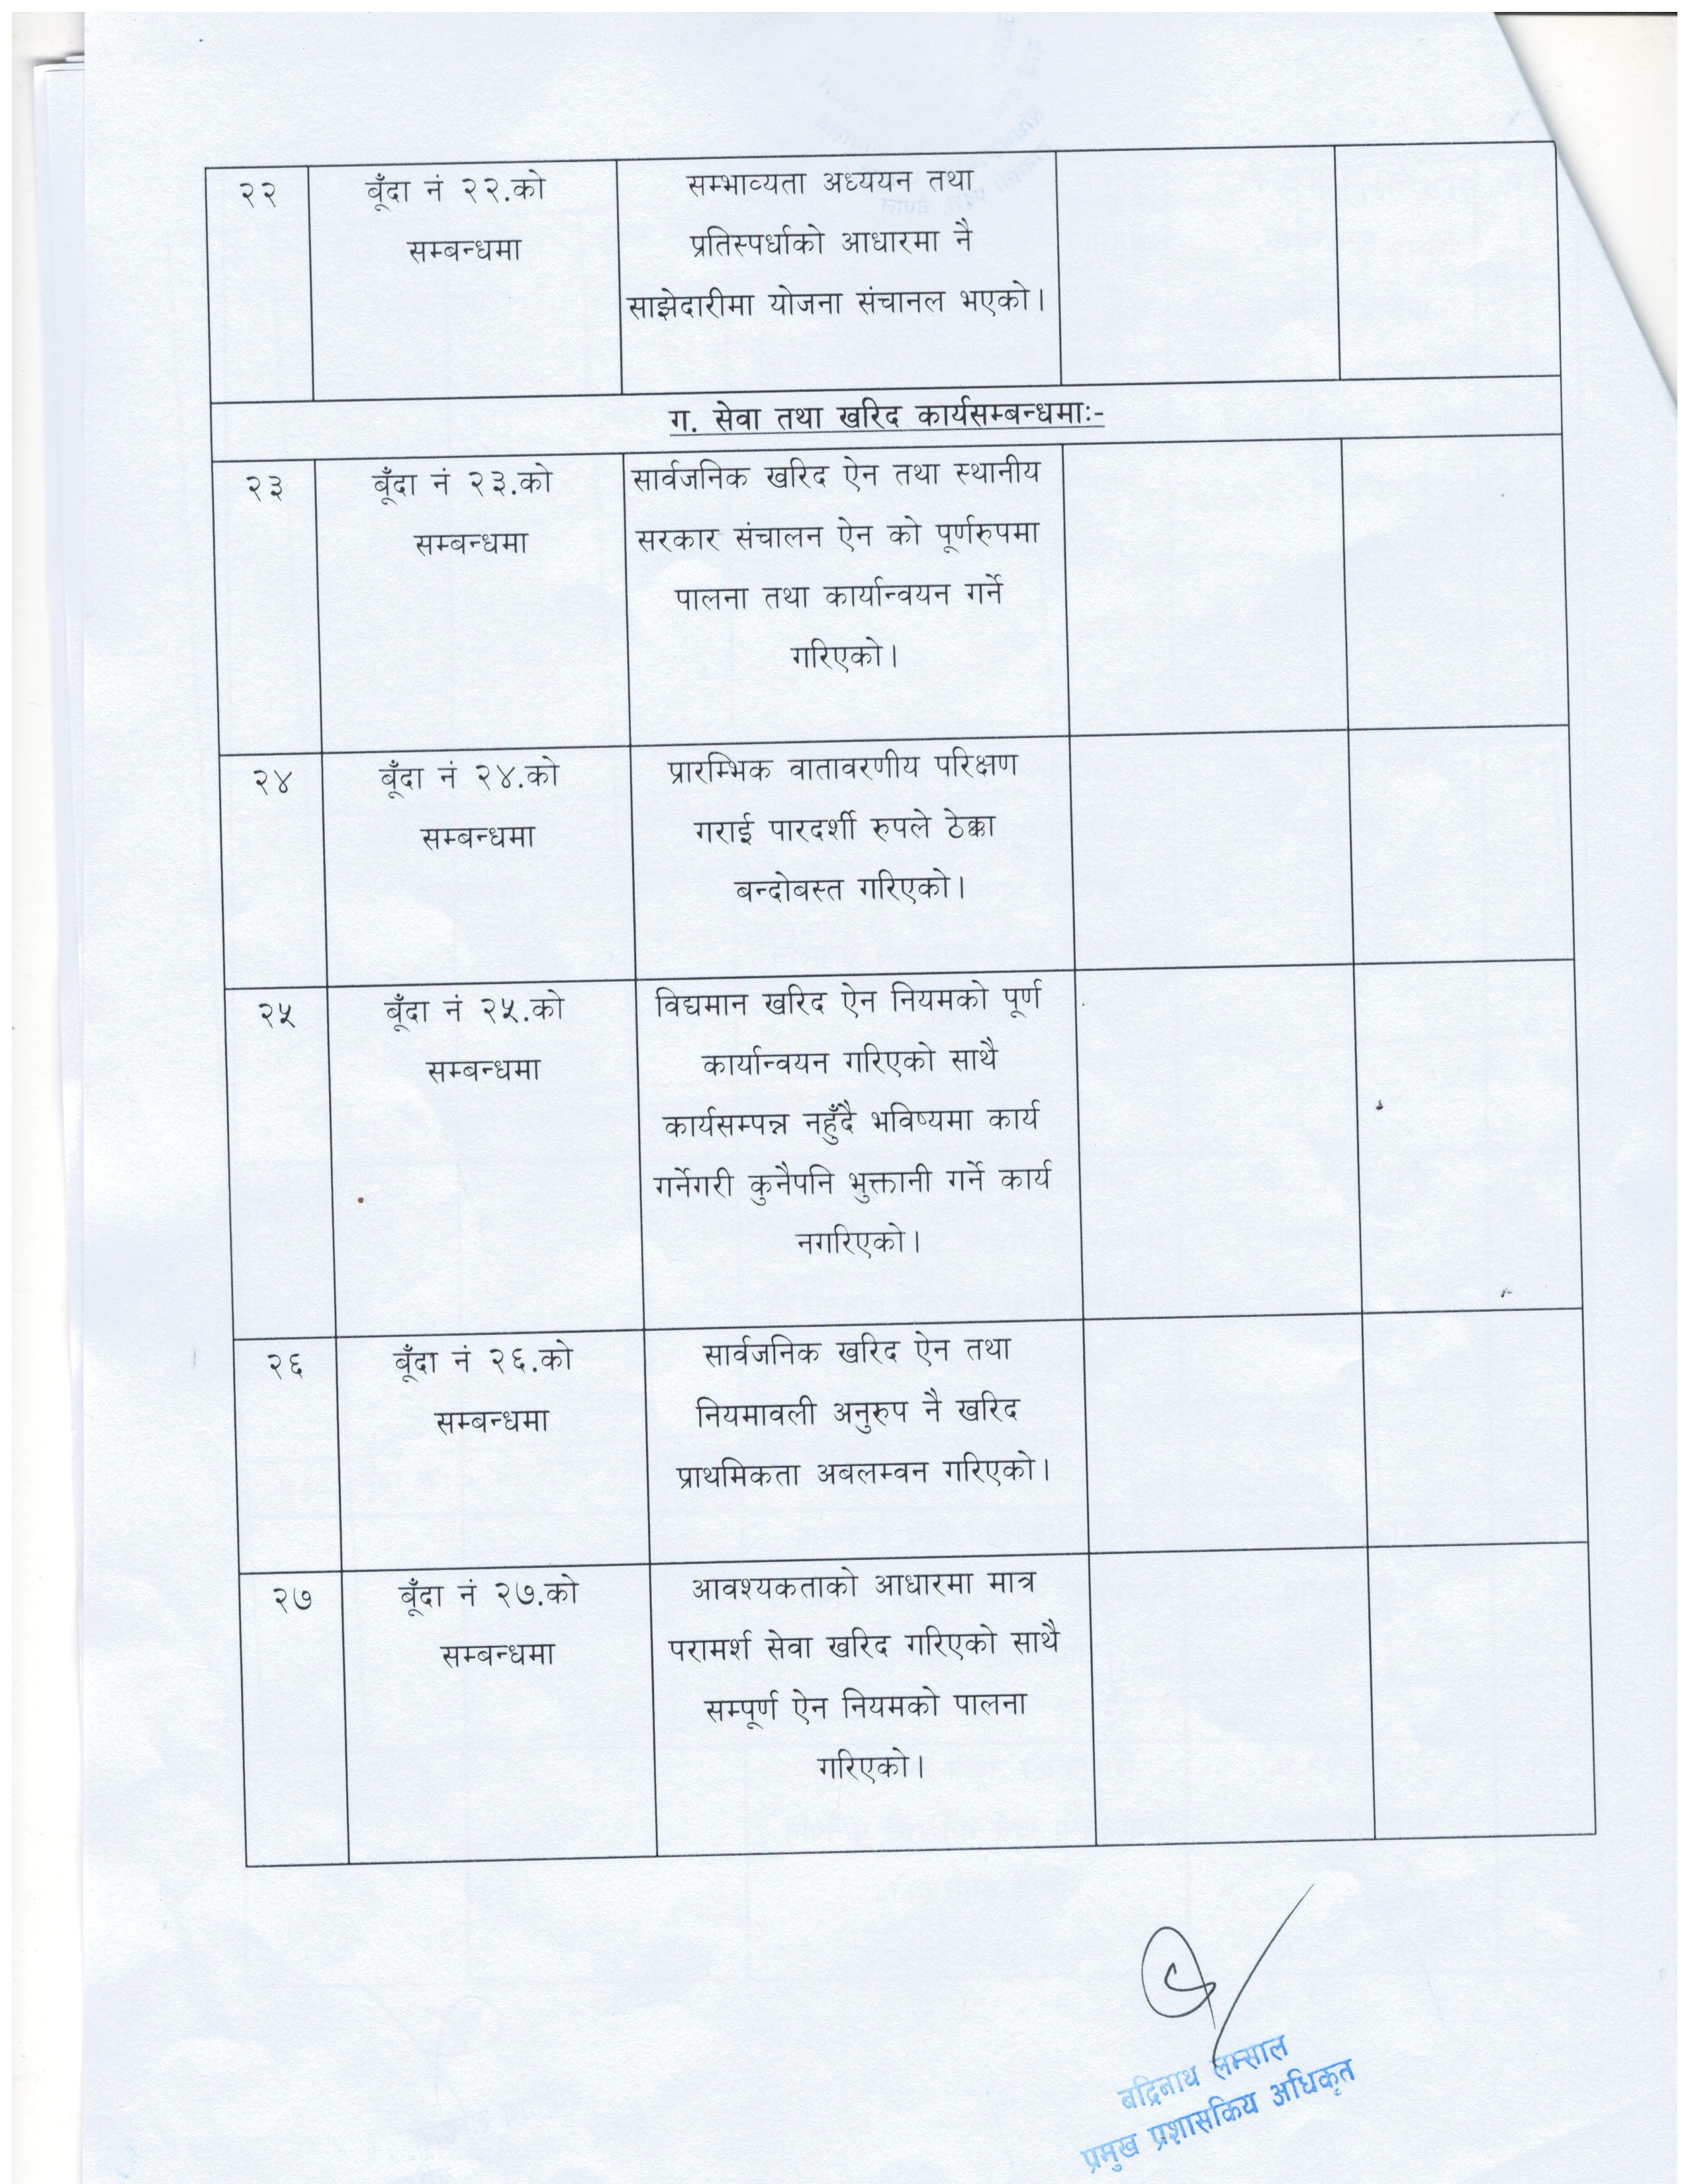 २२
बूँदा नं २२.को
सम्बन्धमा
सम्भाव्यता अध्ययन तथा
प्रतिस्पर्धाको आधारमा नै
साझेदारीमा योजना संचानल भएको।
ग. सेवा तथा खरिद कार्यसम्बन्धमाः-
२३
बूँदा नं २३.को
सम्बन्धमा
सार्वजनिक खरिद ऐन तथा स्थानीय
सरकार संचालन ऐन को पूर्णरुपमा
पालना तथा कार्यान्वयन गर्ने
गरिएको।
२४
बूँदा नं २४.को
सम्बन्धमा
प्रारम्भिक वातावरणीय परिक्षण
गराई पारदर्शी रुपले ठेक्का
बन्दोबस्त गरिएको।
२५
बूँदा नं २५.को
सम्बन्धमा
विद्यमान खरिद ऐन नियमको पूर्ण
कार्यान्वयन गरिएको साथै
कार्यसम्पन्न नहुँदै भविष्यमा कार्य
गर्नेगरी कुनैपनि भुक्तानी गर्ने कार्य
नगरिएको।
२६
बूँदा नं २६.को
सम्बन्धमा
सार्वजनिक खरिद ऐन तथा
नियमावली अनुरुप नै खरिद
प्राथमिकता अबलम्वन गरिएको।
२७
बूँदा नं २७.को
सम्बन्धमा
आवश्यकताको आधारमा मात्र
परामर्श सेवा खरिद गरिएको साथै
सम्पूर्ण ऐन नियमको पालना
गरिएको।
बद्रिनाथ लम्साल
प्रमुख प्रशासकिय अधिकृत